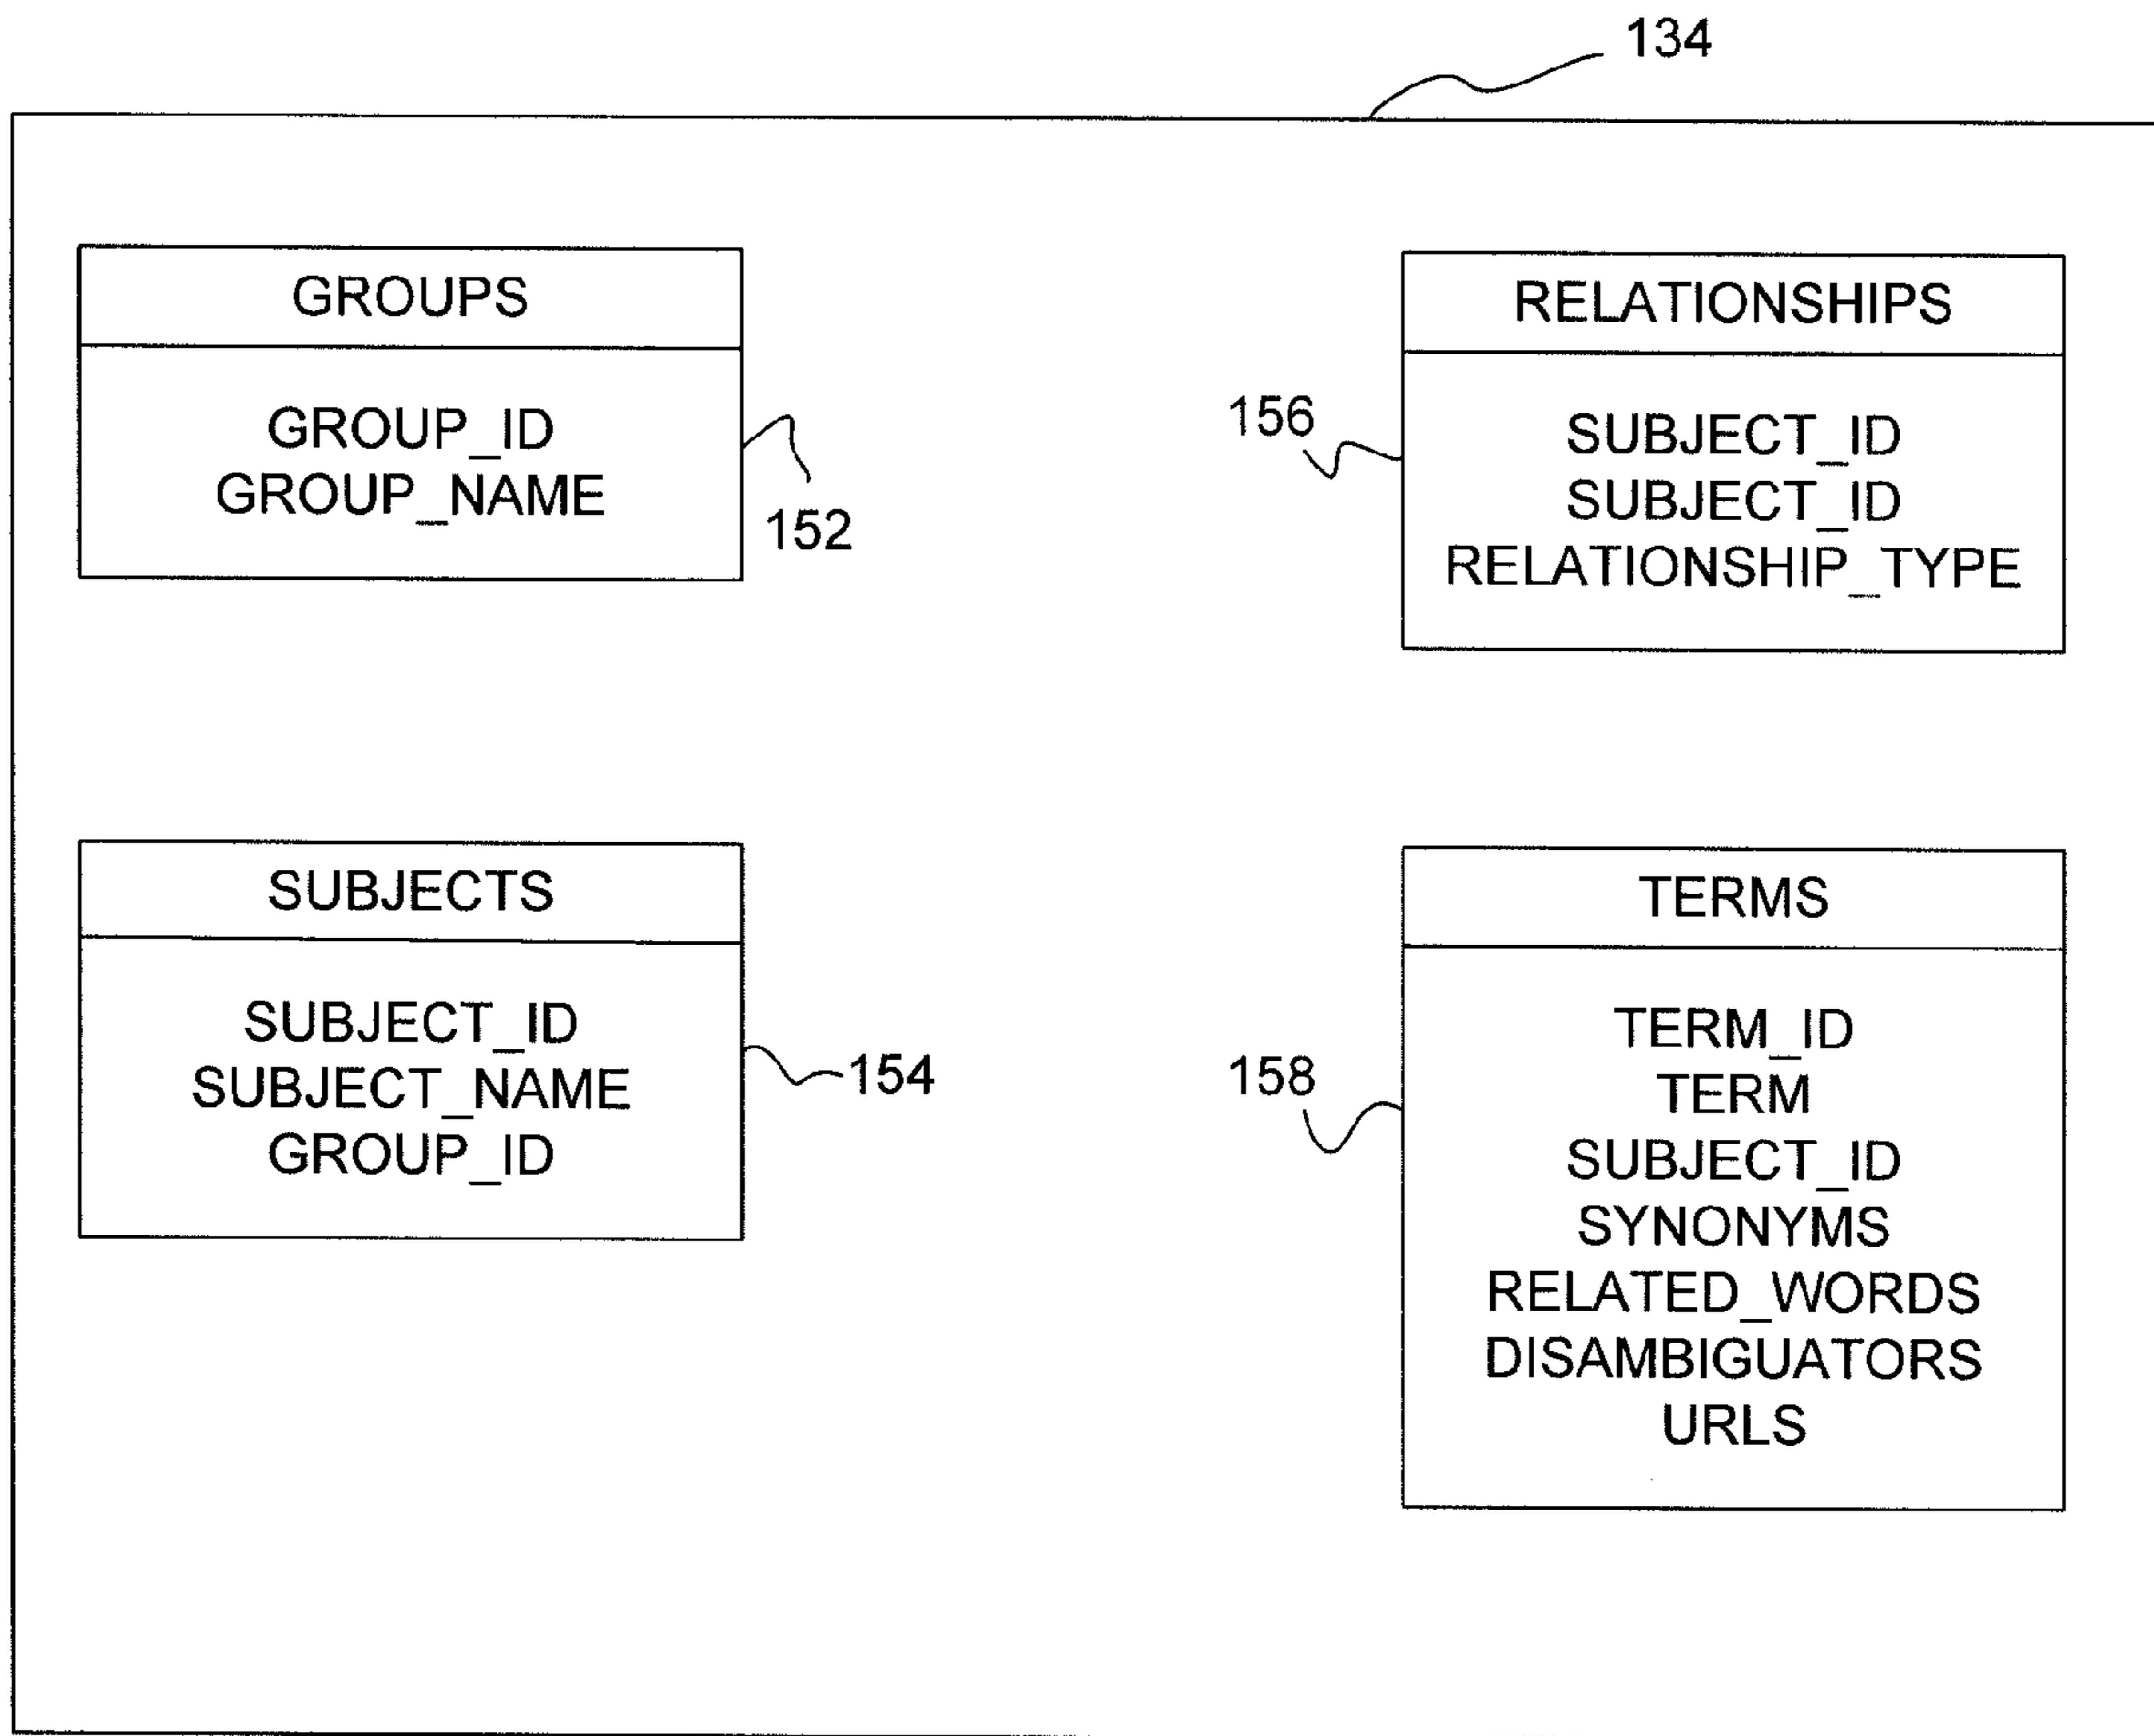 134
GROUPS
GROUP_ID
GROUP_NAME
152
RELATIONSHIPS
156
SUBJECT_ID
SUBJECT_ID
RELATIONSHIP_TYPE
SUBJECTS
SUBJECT_ID
SUBJECT_NAME
GROUP_ID
154
TERMS
158
TERM_ID
TERM
SUBJECT_ID
SYNONYMS
RELATED_WORDS
DISAMBIGUATORS
URLS